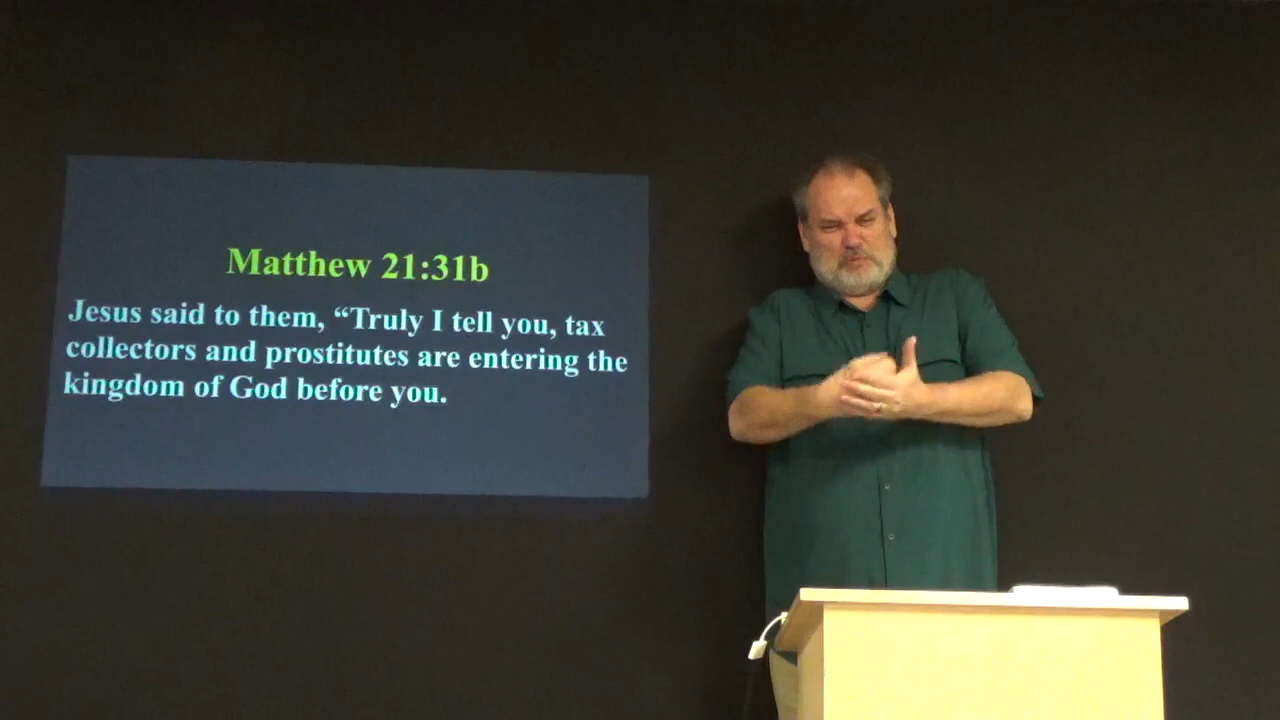 Matthew 21:31b
Jesus said to them, “Truly I tell you, tax
collectors and prostitutes are entering the
kingdom of God before you.